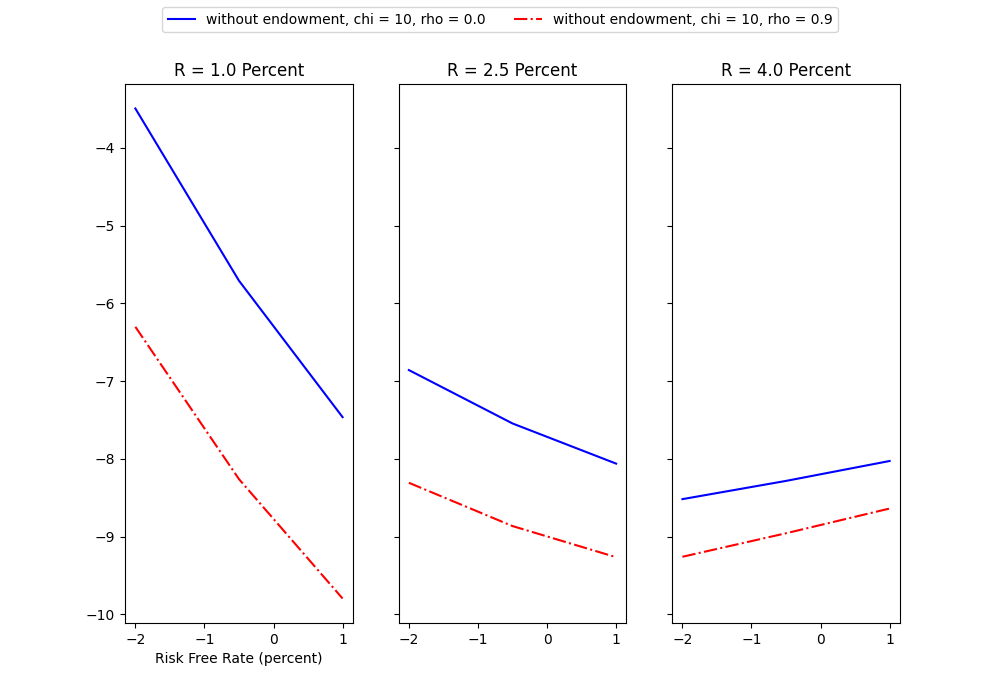 without endowment, chi = 10, rho = 0.0 without endowment, chi = 10, rho = 0.9
R = 1.0 Percent R = 2.5 Percent R = 4.0 Percent
−4
−5
−6
−7
−8
−9
−10
−2 −1 0 1 −2 −1 0 1 −2 −1 0 1
Risk Free Rate (percent)